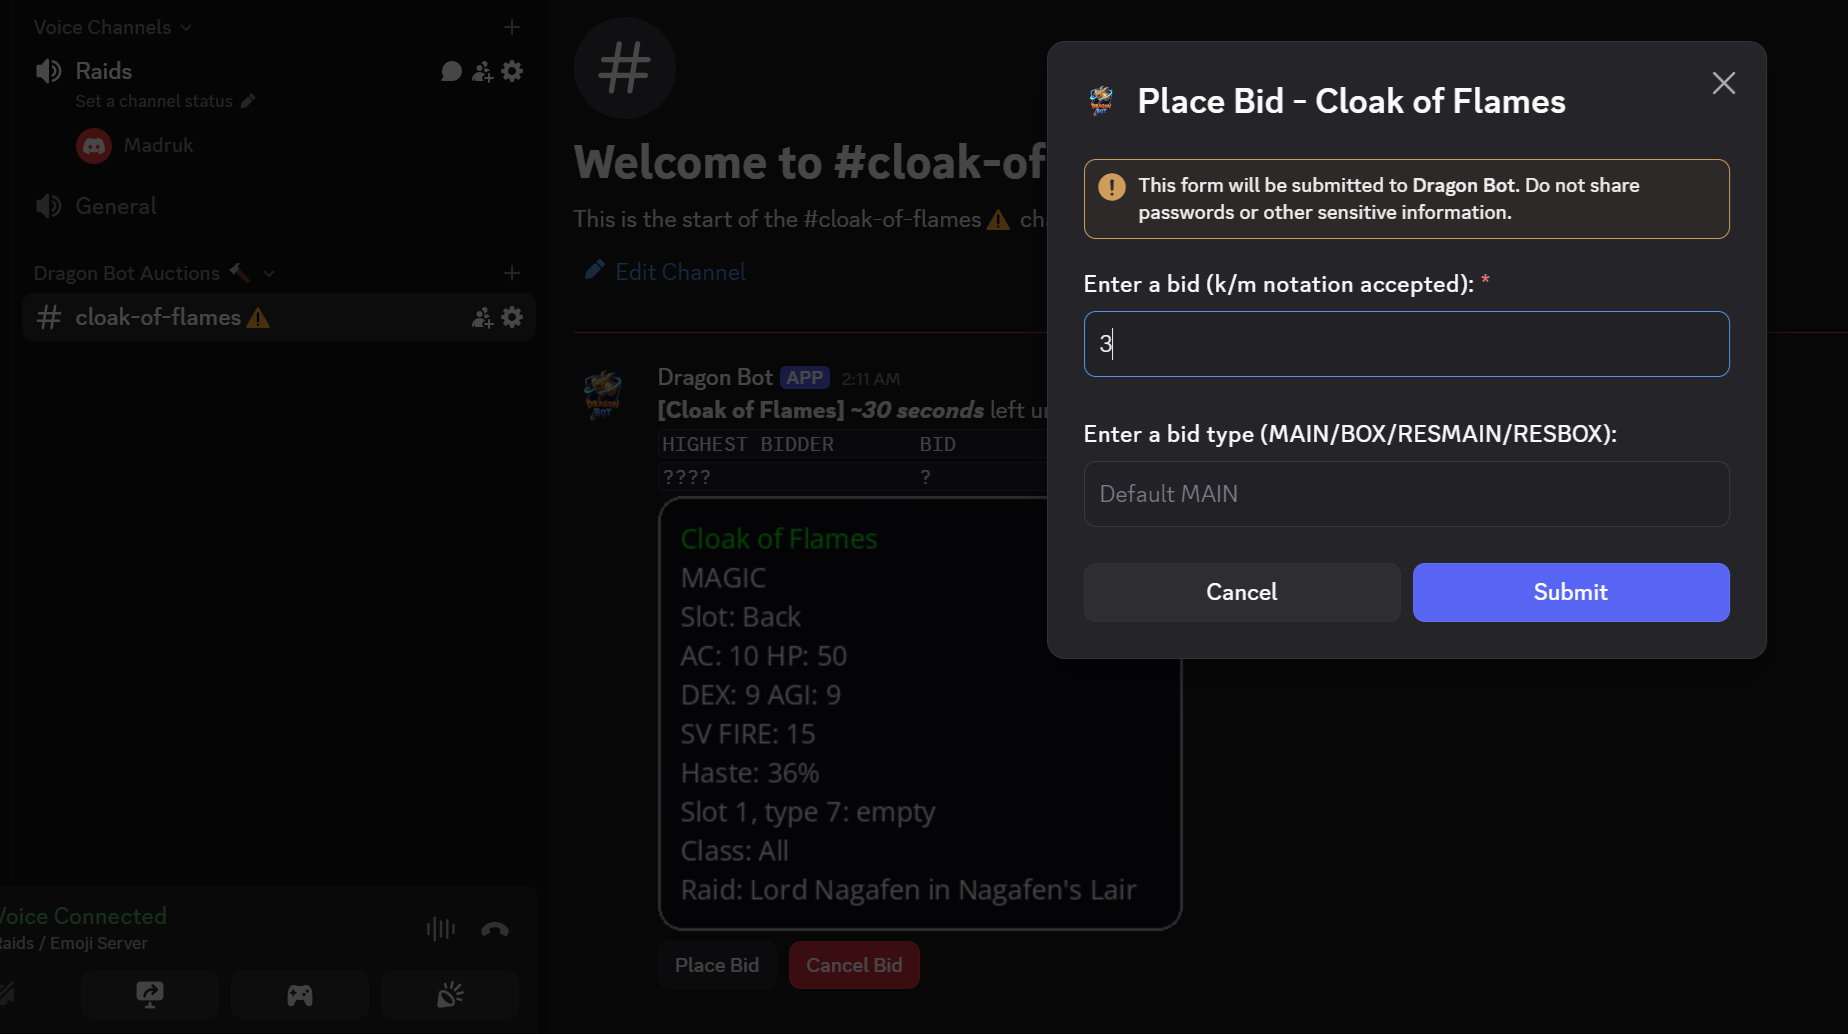 Voice Channels
Raids
Set a channel status
Madruk
General
Dragon Bot Auctions
cloak-of-flames
Voice Connected
Raids / Emoji Server
Welcome to #cloak-of
This is the start of the #cloak-of-flames
Edit Channel
Dragon Bot APP 2:11 AM
[Cloak of Flames] ~30 seconds left
HIGHEST BIDDER BID
???? ?
Cloak of Flames
MAGIC
Slot: Back
AC: 10 HP: 50
DEX: 9 AGI: 9
SV FIRE: 15
Haste: 36%
Slot 1, type 7: empty
Class: All
Raid: Lord Nagafen in Nagafen's Lair
Place Bid
Cancel Bid
Place Bid - Cloak of Flames
This form will be submitted to Dragon Bot. Do not share
passwords or other sensitive information.
Enter a bid (k/m notation accepted): *
3
Enter a bid type (MAIN/BOX/RESMAIN/RESBOX):
Default MAIN
Cancel
Submit